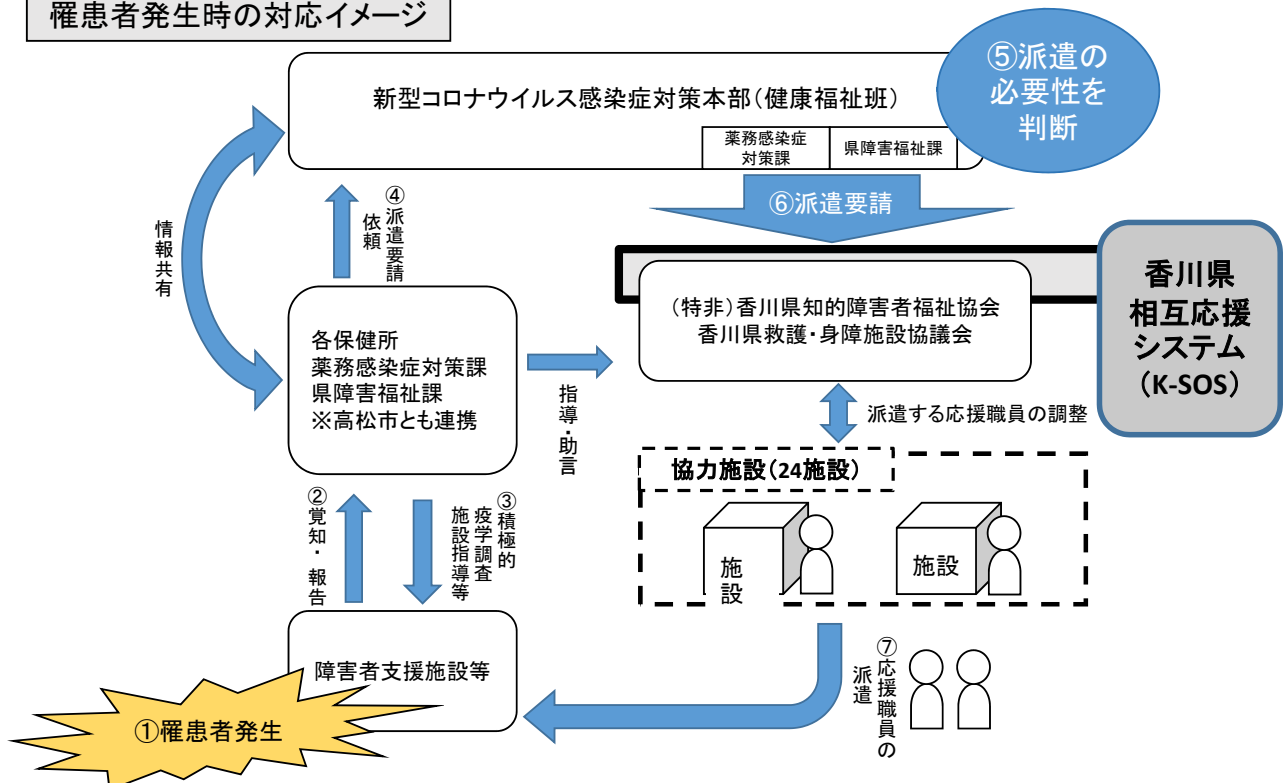 罹患者発生時の対応イメージ
新型コロナウイルス感染症対策本部(健康福祉班)
薬務感染症
対策課
県障害福祉課
⑤派遣の
必要性を
判断
⑥派遣要請
④派遣要請
依頼
情報共有
各保健所
薬務感染症対策課
県障害福祉課
※高松市とも連携
指導・助言
(特非)香川県知的障害者福祉協会
香川県救護・身障施設協議会
香川県
相互応援
システム
(K-SOS)
派遣する応援職員の調整
協力施設(24施設)
施
設
施設
②覚知・報告
③積極的
疫学調査
施設指導等
障害者支援施設等
①罹患者発生
⑦応援職員の
派遣